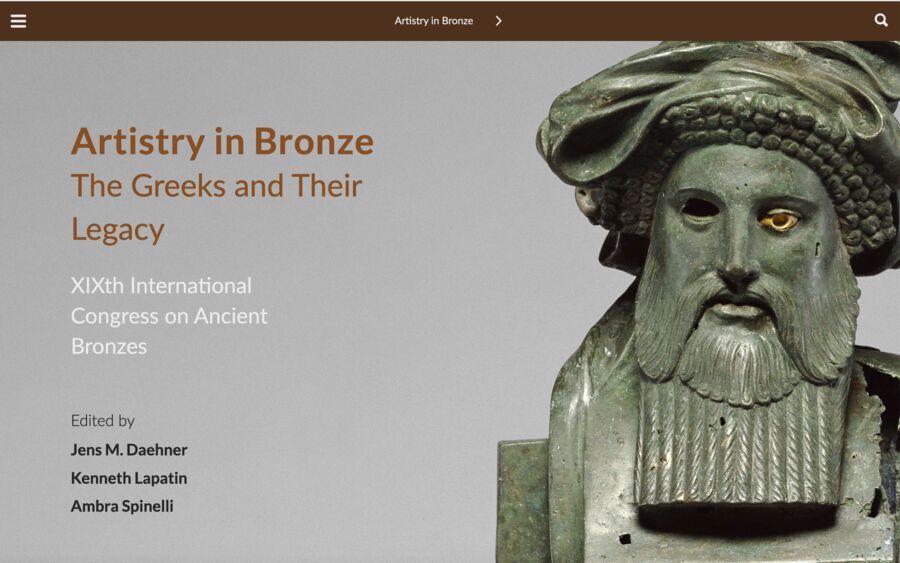 Artistry in Bronze
Artistry in Bronze
The Greeks and Their
Legacy
XIXth International
Congress on Ancient
Bronzes
Edited by
Jens M. Daehner
Kenneth Lapatin
Ambra Spinelli